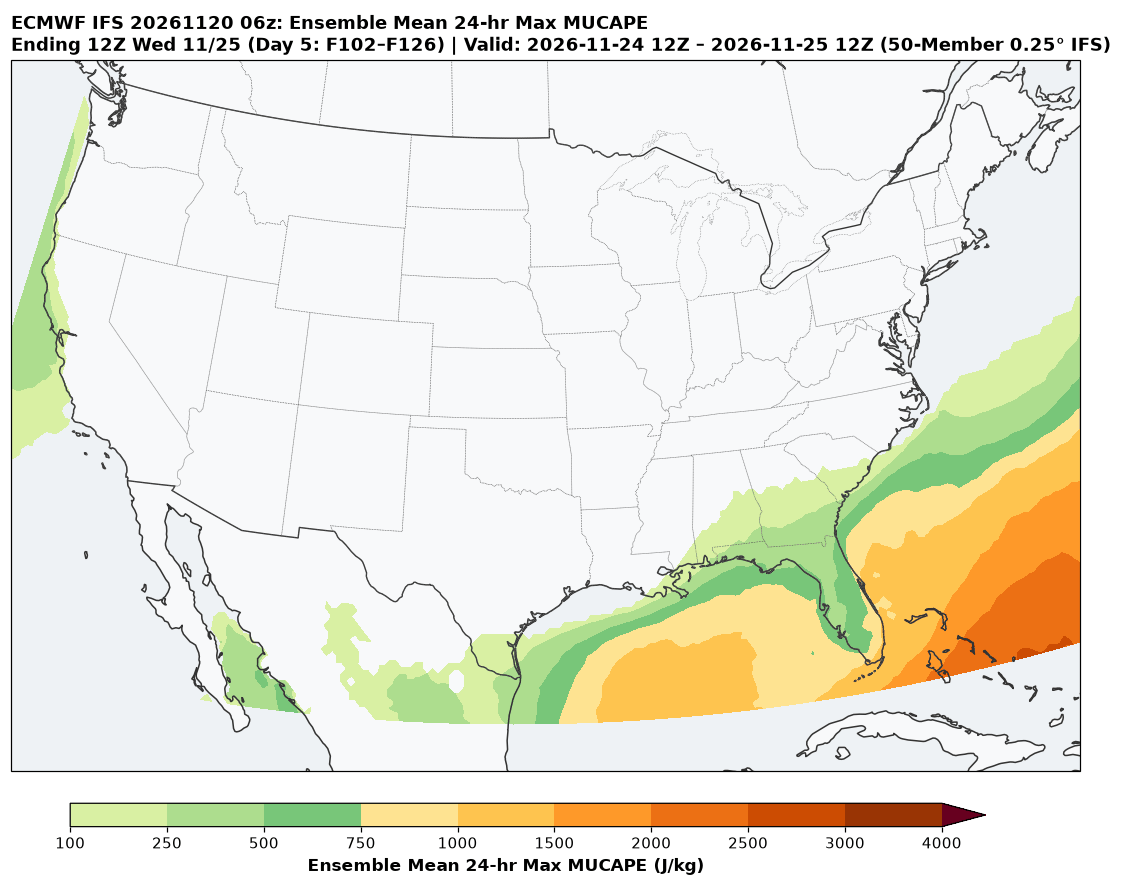 ECMWF IFS 20261120 06z: Ensemble Mean 24-hr Max MUCAPE
Ending 12Z Wed 11/25 (Day 5: F102–F126) | Valid: 2026-11-24 12Z – 2026-11-25 12Z (50-Member 0.25° IFS)
100 250 500 750 1000 1500 2000 2500 3000 4000
Ensemble Mean 24-hr Max MUCAPE (J/kg)